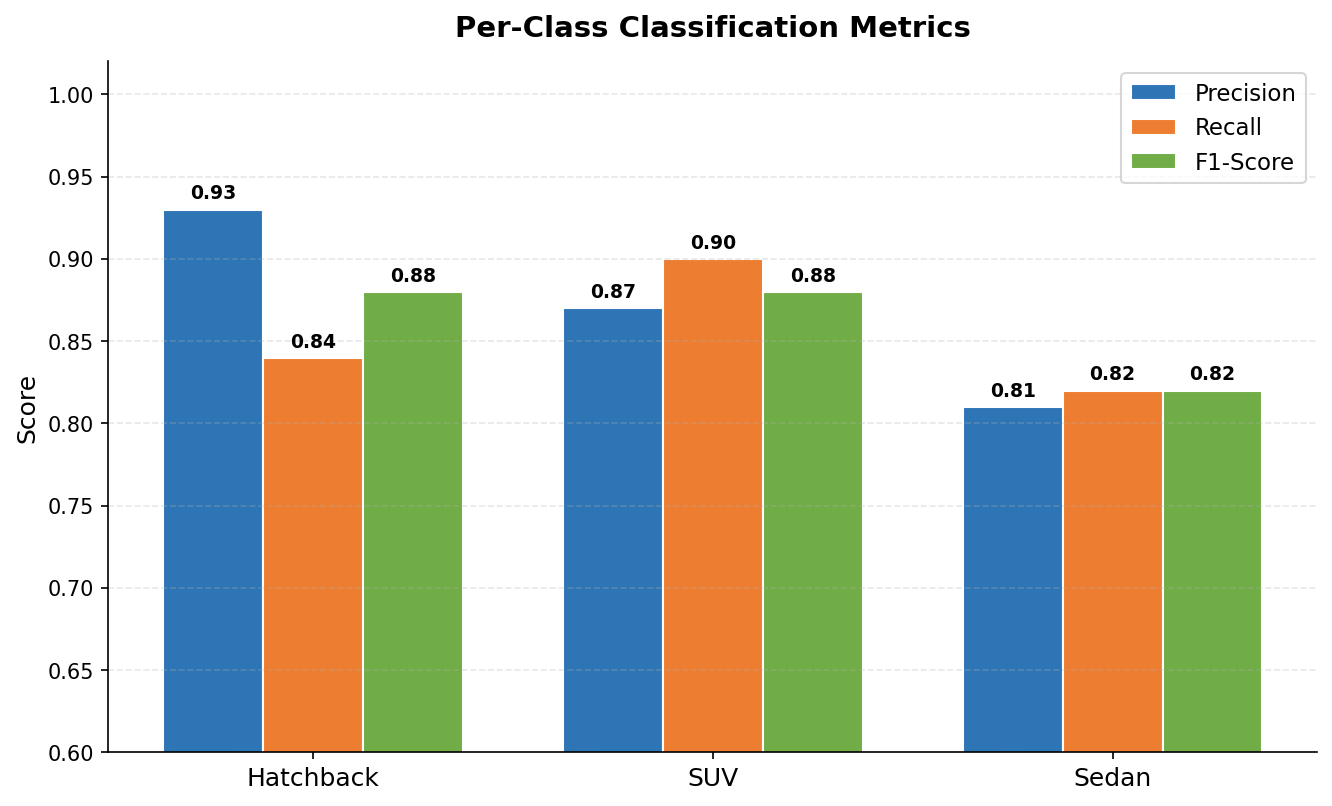 Per-Class Classification Metrics
Precision
Recall
F1-Score
Score
1.00
0.95
0.90
0.85
0.80
0.75
0.70
0.65
0.60
0.93
0.84
0.88
0.87
0.90
0.88
0.81
0.82
0.82
Hatchback
SUV
Sedan